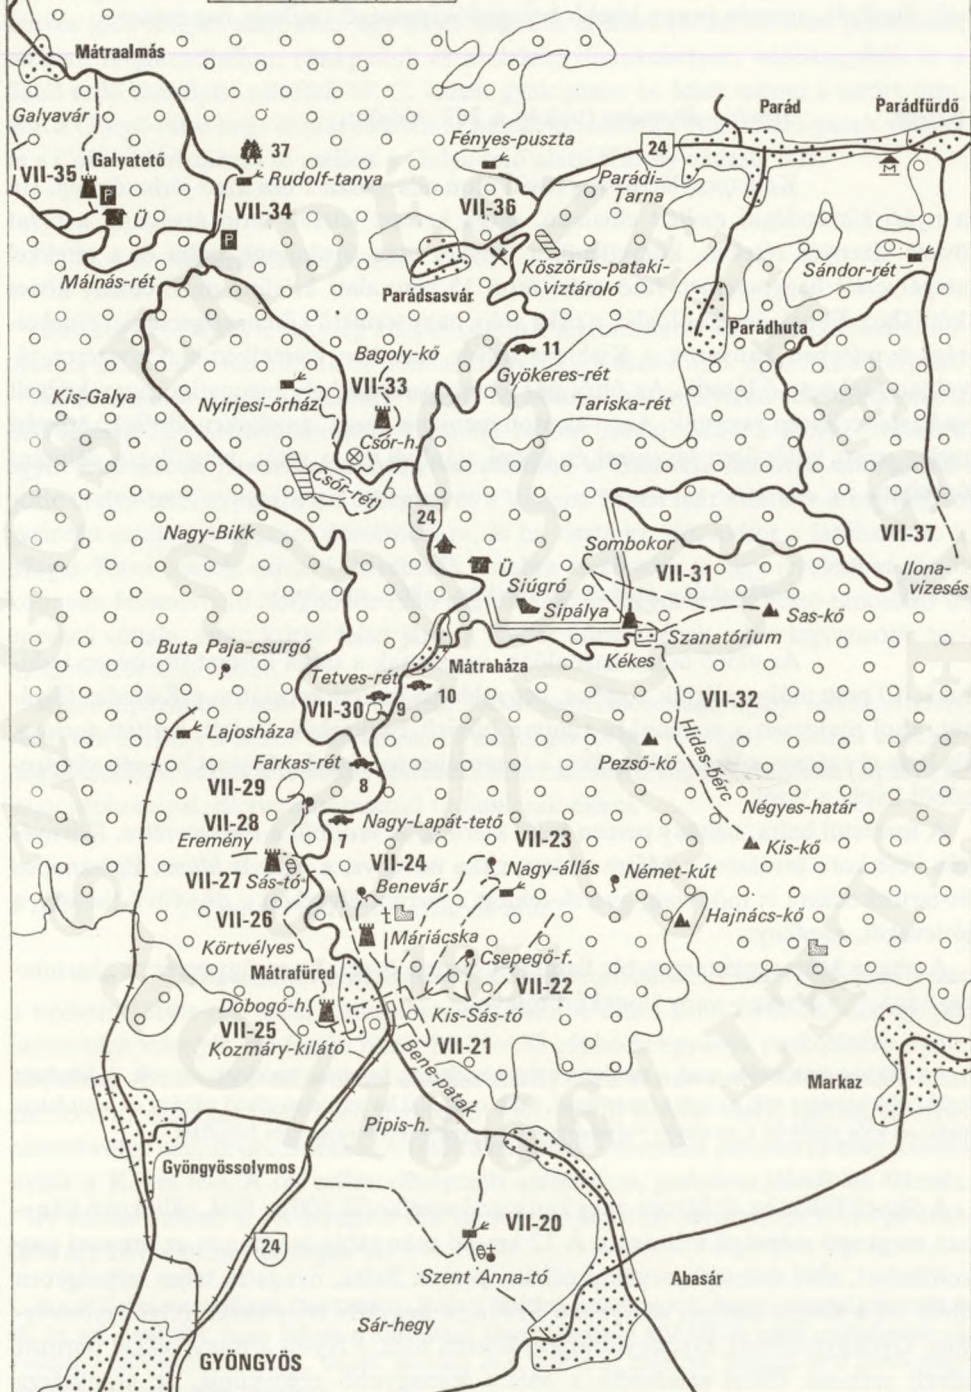 Mátraalmás
Galyavár
Parád
Parádfürdő
24
Fényes-puszta
Galyatető
37
Rudolf-tanya
VII-35
P
Ü
VII-34
P
VII-36
Parádi-
Tarna
Málnás-rét
Parádsasvár
Köszörüs-pataki-
víztároló
Sándor-rét
Parádhuta
Bagoly-kő
11
Gyökeres-rét
VII-33
Kis-Galya
Nyirjesi-őrház
Tariska-rét
Csór-h.
Csór-rét
24
Nagy-Bikk
Sombokor
VII-37
Ü
VII-31
Ilona-
vízesés
Siúgró
Sípálya
Sas-kő
Szanatórium
Kékes
Buta Paja-csurgó
Mátraháza
Tetves-rét
10
VII-30
9
VII-32
Lajosháza
Hidas-bérc
Farkas-rét
8
Pezső-kő
VII-29
Négyes-határ
VII-28
Nagy-Lapát-tető
Eremény
7
VII-23
Kis-kő
VII-24
VII-27
Sás-tó
Benevár
Nagy-állás
Német-kút
VII-26
Hajnács-kő
Körtvélyes
Máriácska
Csepegő-f.
Mátrafüred
VII-22
Dobogó-h.
Kis-Sás-tó
VII-25
Kozmáry-kilátó
VII-21
Bene-patak
Markaz
Pipis-h.
Gyöngyössolymos
VII-20
24
Szent Anna-tó
Abasár
Sár-hegy
GYÖNGYÖS